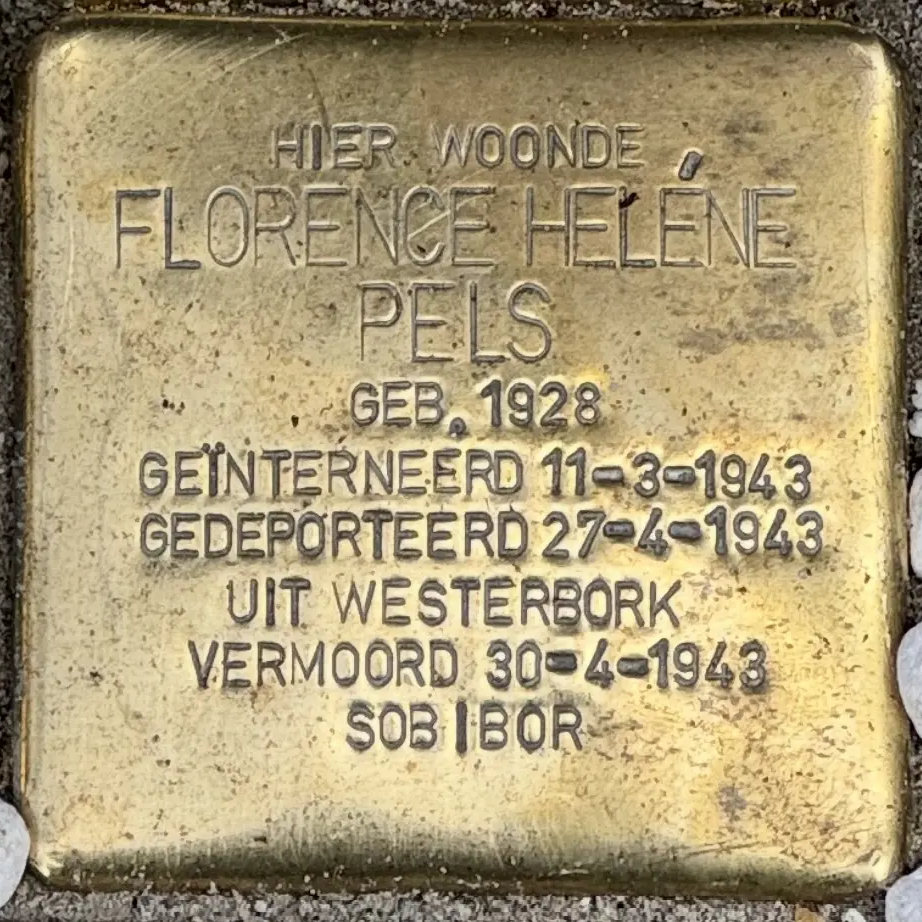 HIER WOONDE
FLORENCE HELÉNE
PELS
GEB. 1928
GEÏNTERNEERD 11-3-1943
GEDEPORTEERD 27-4-1943
UIT WESTERBORK
VERMOORD 30-4-1943
SOBIBOR